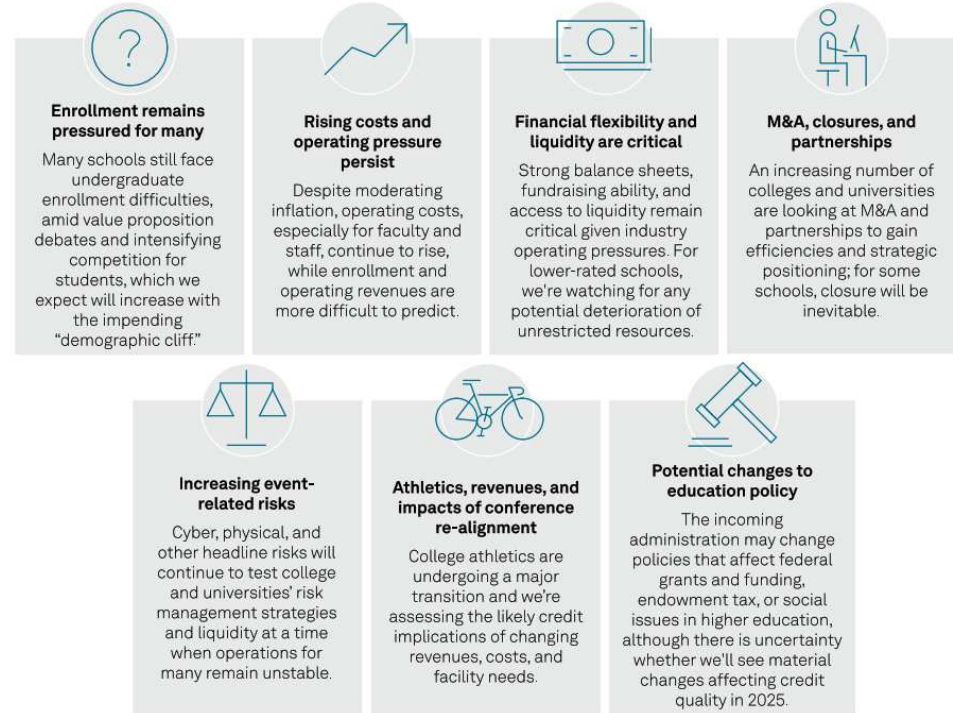 ?
Enrollment remains
pressured for many
Many schools still face
undergraduate
enrollment difficulties,
amid value proposition
debates and intensifying
competition for
students, which we
expect will increase with
the impending
“demographic cliff.”
Rising costs and
operating pressure
persist
Despite moderating
inflation, operating costs,
especially for faculty and
staff, continue to rise,
while enrollment and
operating revenues are
more difficult to predict.
Financial flexibility and
liquidity are critical
Strong balance sheets,
fundraising ability, and
access to liquidity remain
critical given industry
operating pressures. For
lower-rated schools,
we're watching for any
potential deterioration of
unrestricted resources.
M&A, closures, and
partnerships
An increasing number of
colleges and universities
are looking at M&A and
partnerships to gain
efficiencies and strategic
positioning; for some
schools, closure will be
inevitable.
Increasing event-
related risks
Cyber, physical, and
other headline risks will
continue to test college
and universities’ risk
management strategies
and liquidity at a time
when operations for
many remain unstable.
Athletics, revenues, and
impacts of conference
re-alignment
College athletics are
undergoing a major
transition and we're
assessing the likely credit
implications of changing
revenues, costs, and
facility needs.
Potential changes to
education policy
The incoming
administration may change
policies that affect federal
grants and funding,
endowment tax, or social
issues in higher education,
although there is uncertainty
whether we'll see material
changes affecting credit
quality in 2025.